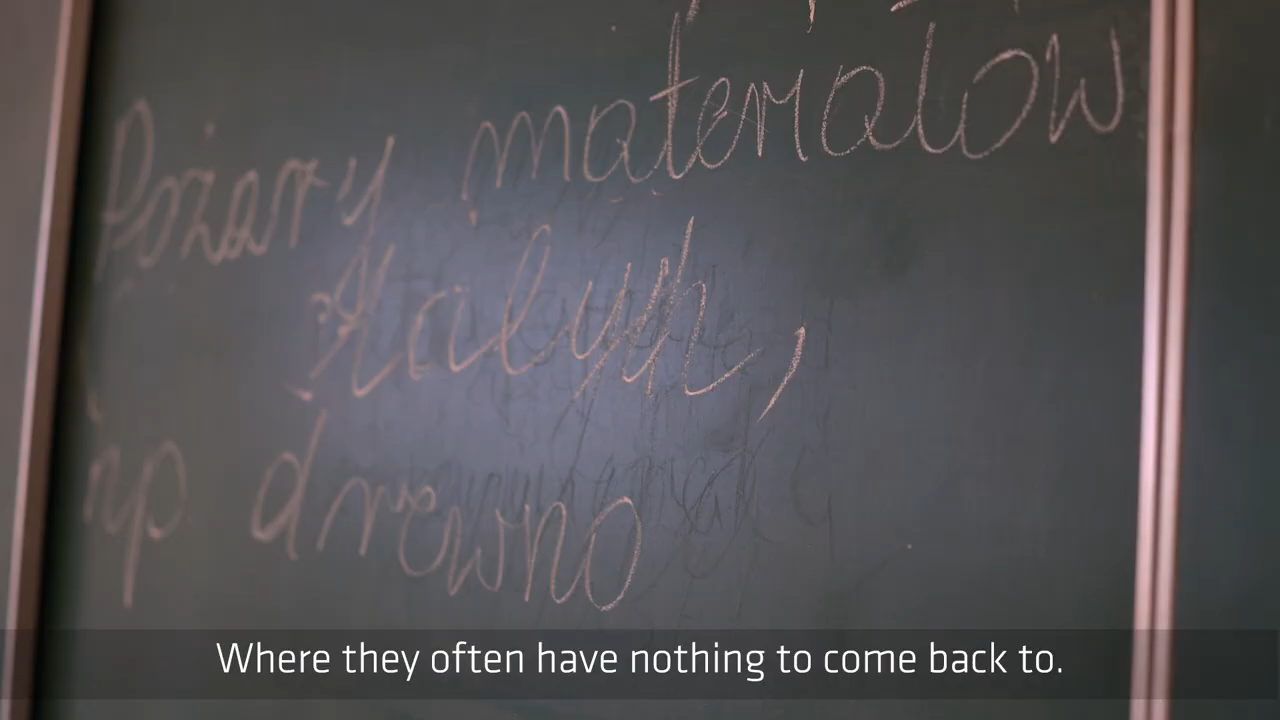 Pożary materiałów
stałych,
np drewno
Where they often have nothing to come back to.